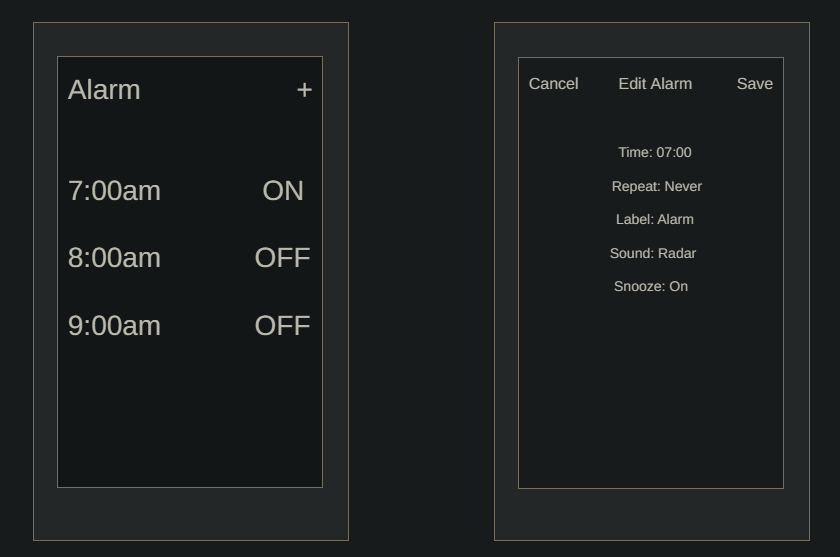 Alarm +
7:00am ON
8:00am OFF
9:00am OFF
Cancel Edit Alarm Save
Time: 07:00
Repeat: Never
Label: Alarm
Sound: Radar
Snooze: On